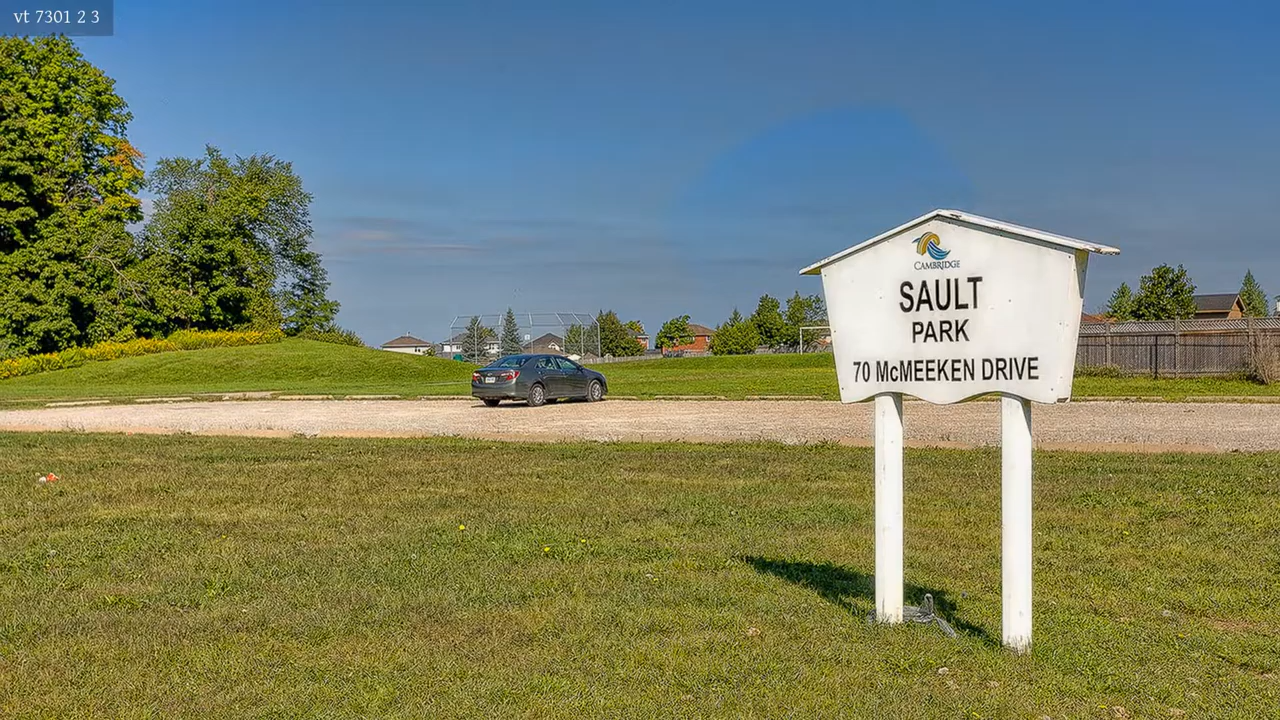 vt 7301 2 3
CAMBRIDGE
SAULT
PARK
70 McMEEKEN DRIVE